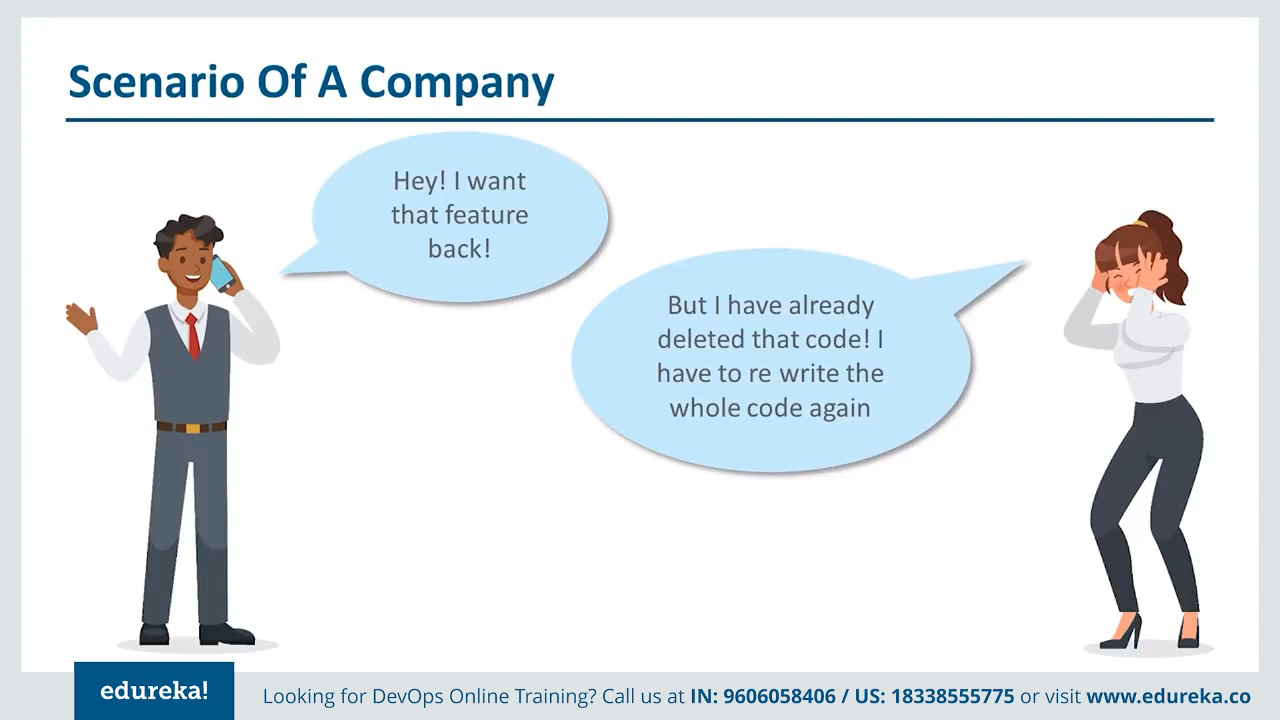 Scenario Of A Company
Hey! I want
that feature
back!
But I have already
deleted that code! I
have to re write the
whole code again
edureka!
Looking for DevOps Online Training? Call us at IN: 9606058406 / US: 18338555775 or visit www.edureka.co